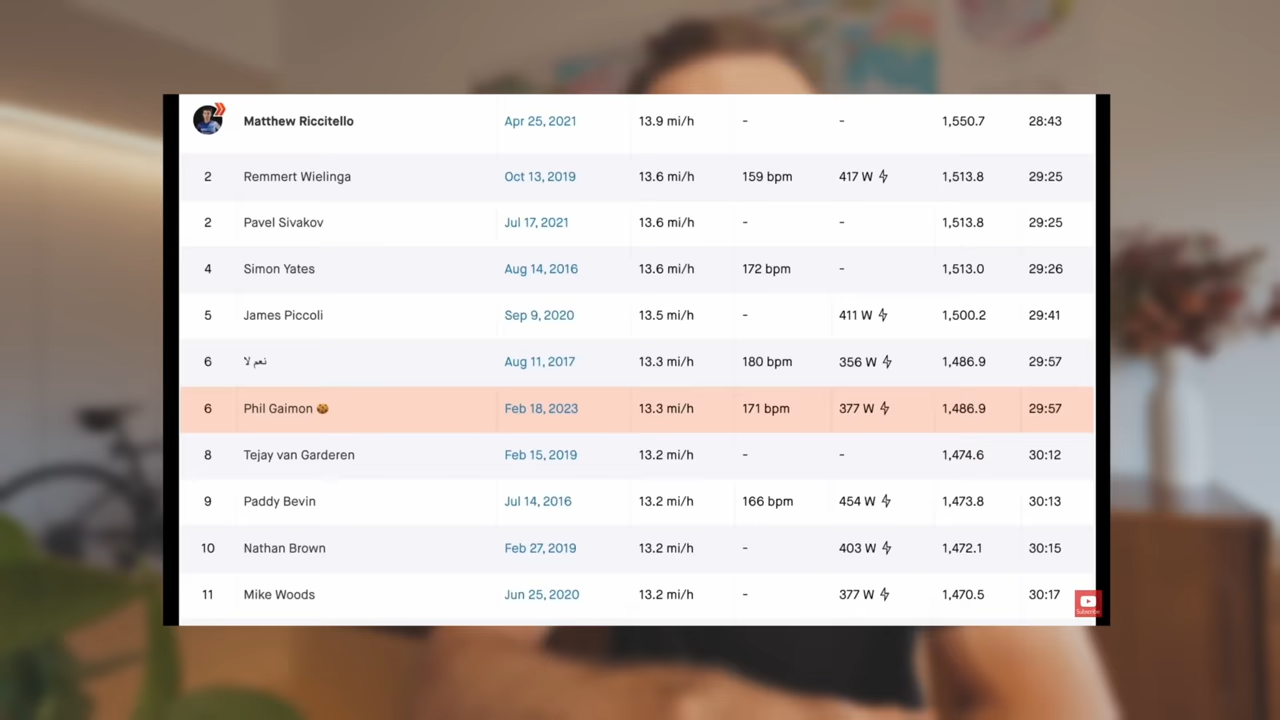 Matthew Riccitello Apr 25, 2021 13.9 mi/h - - 1,550.7 28:43
2 Remmert Wielinga Oct 13, 2019 13.6 mi/h 159 bpm 417 W 1,513.8 29:25
2 Pavel Sivakov Jul 17, 2021 13.6 mi/h - - 1,513.8 29:25
4 Simon Yates Aug 14, 2016 13.6 mi/h 172 bpm - 1,513.0 29:26
5 James Piccoli Sep 9, 2020 13.5 mi/h - 411 W 1,500.2 29:41
6 نعم لا Aug 11, 2017 13.3 mi/h 180 bpm 356 W 1,486.9 29:57
6 Phil Gaimon 🍪 Feb 18, 2023 13.3 mi/h 171 bpm 377 W 1,486.9 29:57
8 Tejay van Garderen Feb 15, 2019 13.2 mi/h - - 1,474.6 30:12
9 Paddy Bevin Jul 14, 2016 13.2 mi/h 166 bpm 454 W 1,473.8 30:13
10 Nathan Brown Feb 27, 2019 13.2 mi/h - 403 W 1,472.1 30:15
11 Mike Woods Jun 25, 2020 13.2 mi/h - 377 W 1,470.5 30:17
Subscribe